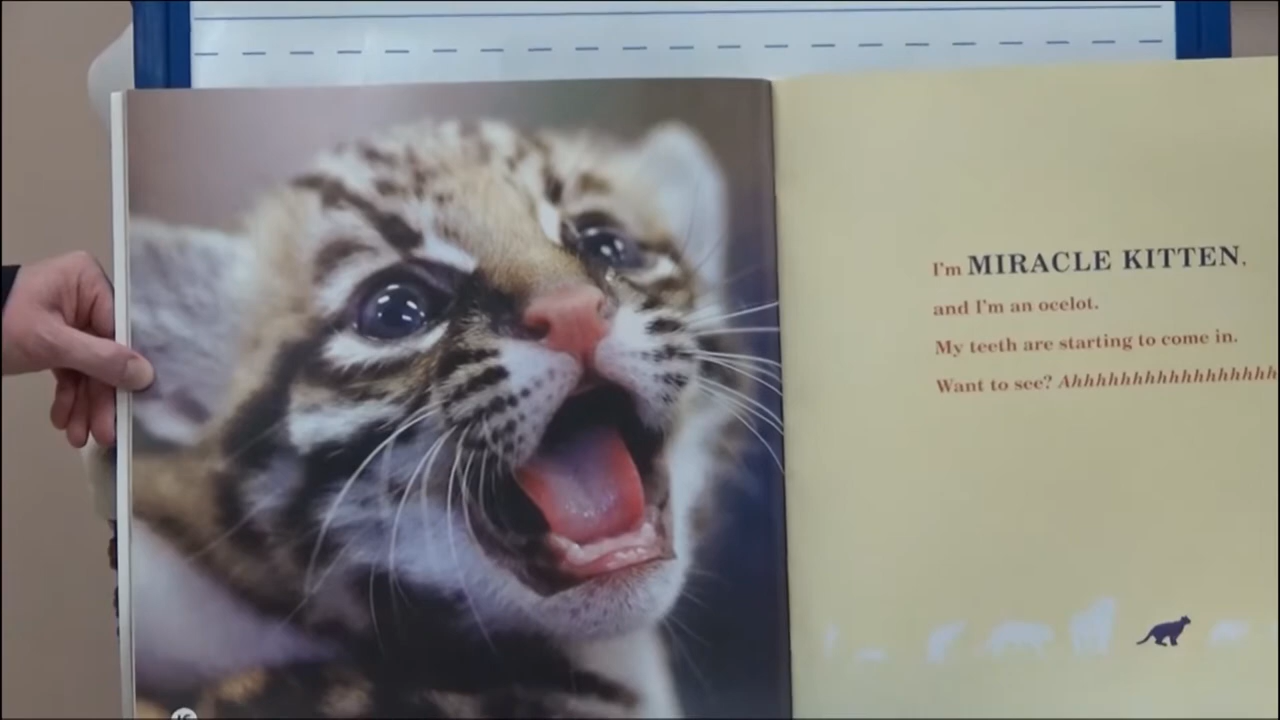 I'm MIRACLE KITTEN,
and I'm an ocelot.
My teeth are starting to come in.
Want to see? Ahhhhhhhhhhhhhhhhh